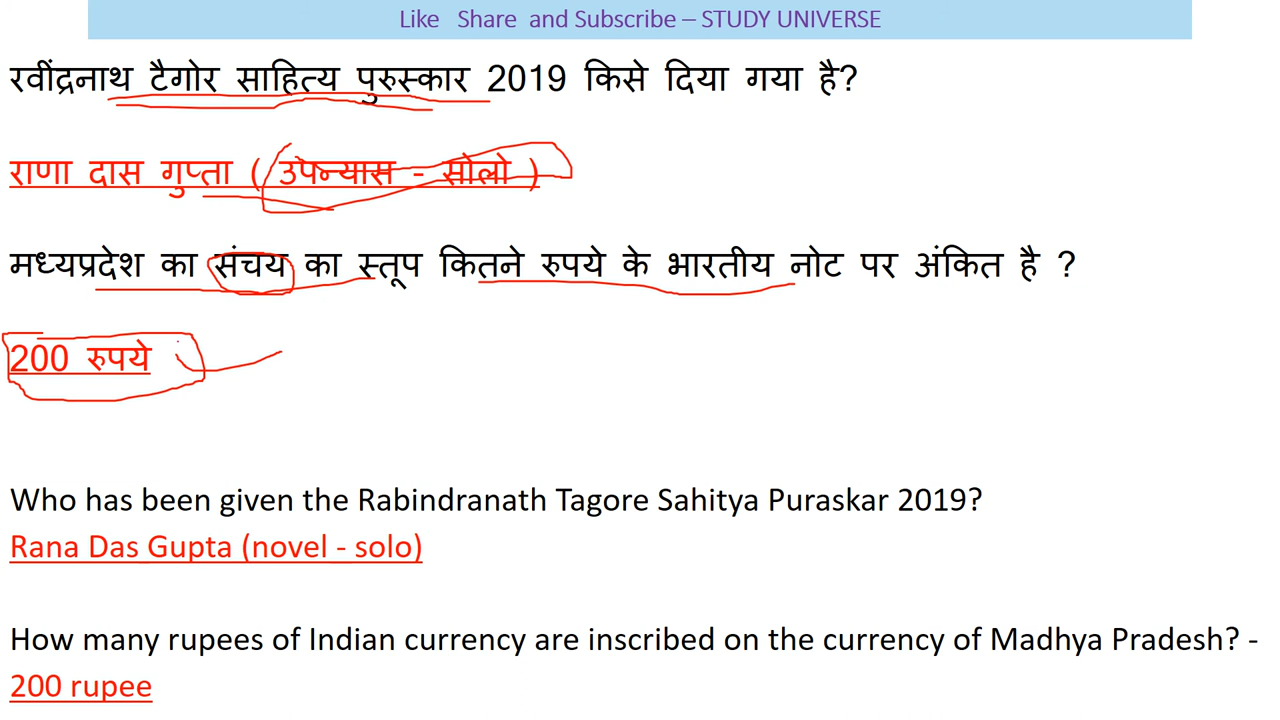 Like Share and Subscribe – STUDY UNIVERSE
रवींद्रनाथ टैगोर साहित्य पुरुस्कार 2019 किसे दिया गया है?
राणा दास गुप्ता ( उपन्यास - सोलो )
मध्यप्रदेश का संचय का स्तूप कितने रुपये के भारतीय नोट पर अंकित है ?
200 रुपये
Who has been given the Rabindranath Tagore Sahitya Puraskar 2019?
Rana Das Gupta (novel - solo)
How many rupees of Indian currency are inscribed on the currency of Madhya Pradesh? -
200 rupee